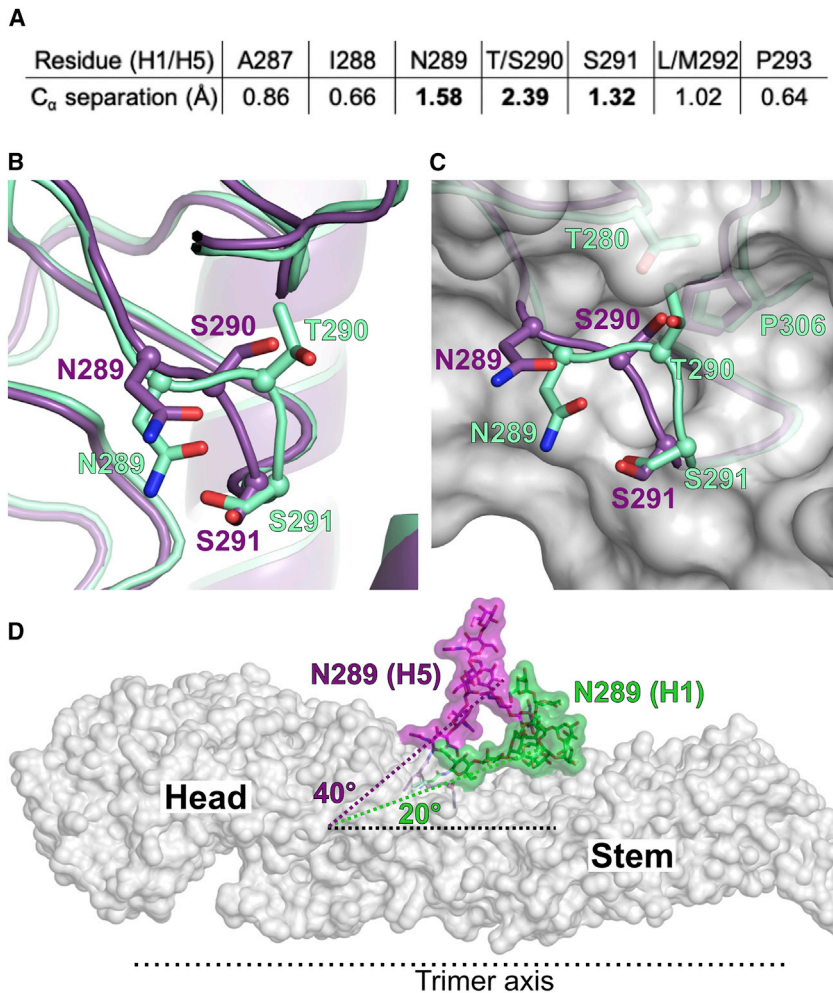 A
Residue (H1/H5) A287 I288 N289 T/S290 S291 L/M292 P293
Cα separation (Å) 0.86 0.66 1.58 2.39 1.32 1.02 0.64
B
S290
T290
N289
N289
S291
S291
C
T280
S290
P306
N289
T290
N289
S291
S291
D
N289 (H5)
N289 (H1)
Head
40°
20°
Stem
Trimer axis